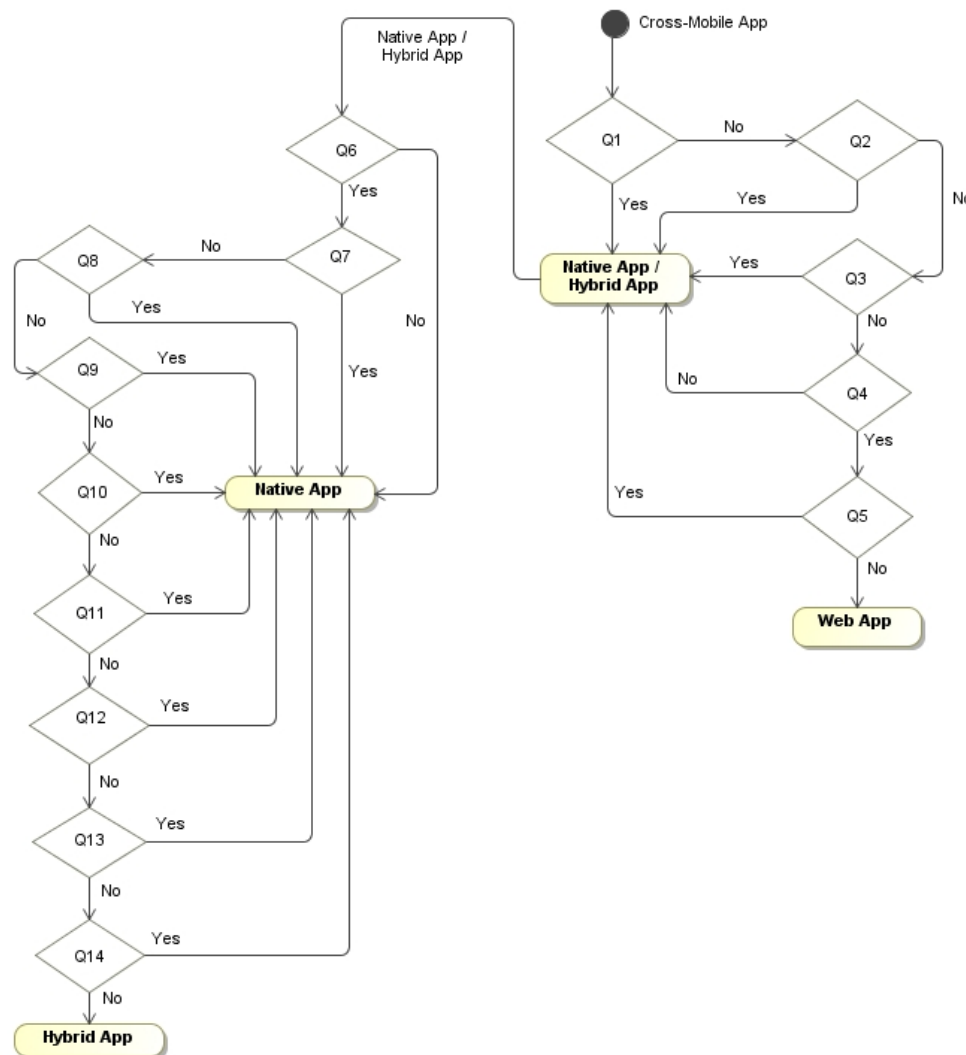 Cross-Mobile App
Native App /
Hybrid App
Q1
No
Q2
Yes
Yes
No
Native App /
Hybrid App
Yes
Q3
No
No
Q4
Yes
Yes
Q5
No
Web App
Q6
Yes
No
Q7
No
Yes
Q8
Yes
No
Q9
Yes
No
Q10
Yes
Native App
No
Q11
Yes
No
Q12
Yes
No
Q13
Yes
No
Q14
Yes
No
Hybrid App